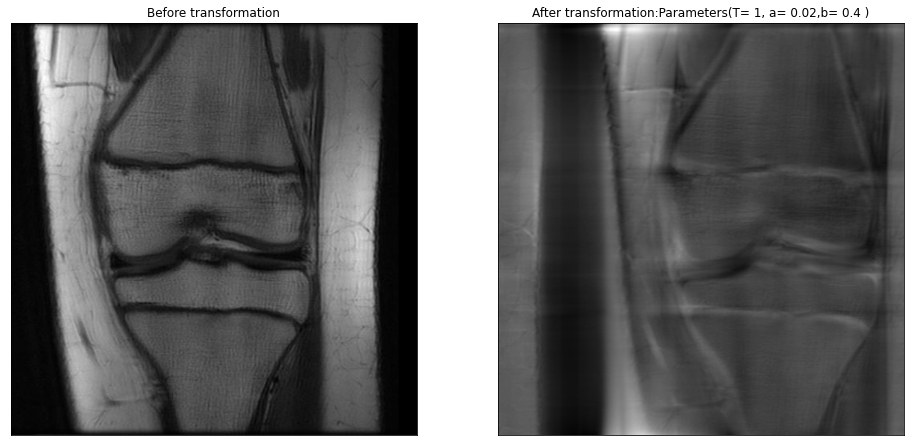 Before transformation
After transformation:Parameters(T= 1, a= 0.02,b= 0.4 )